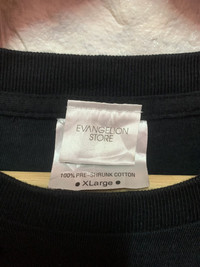 EVANGELION
STORE
100% PRE-SHRUNK COTTON
● XLarge ●